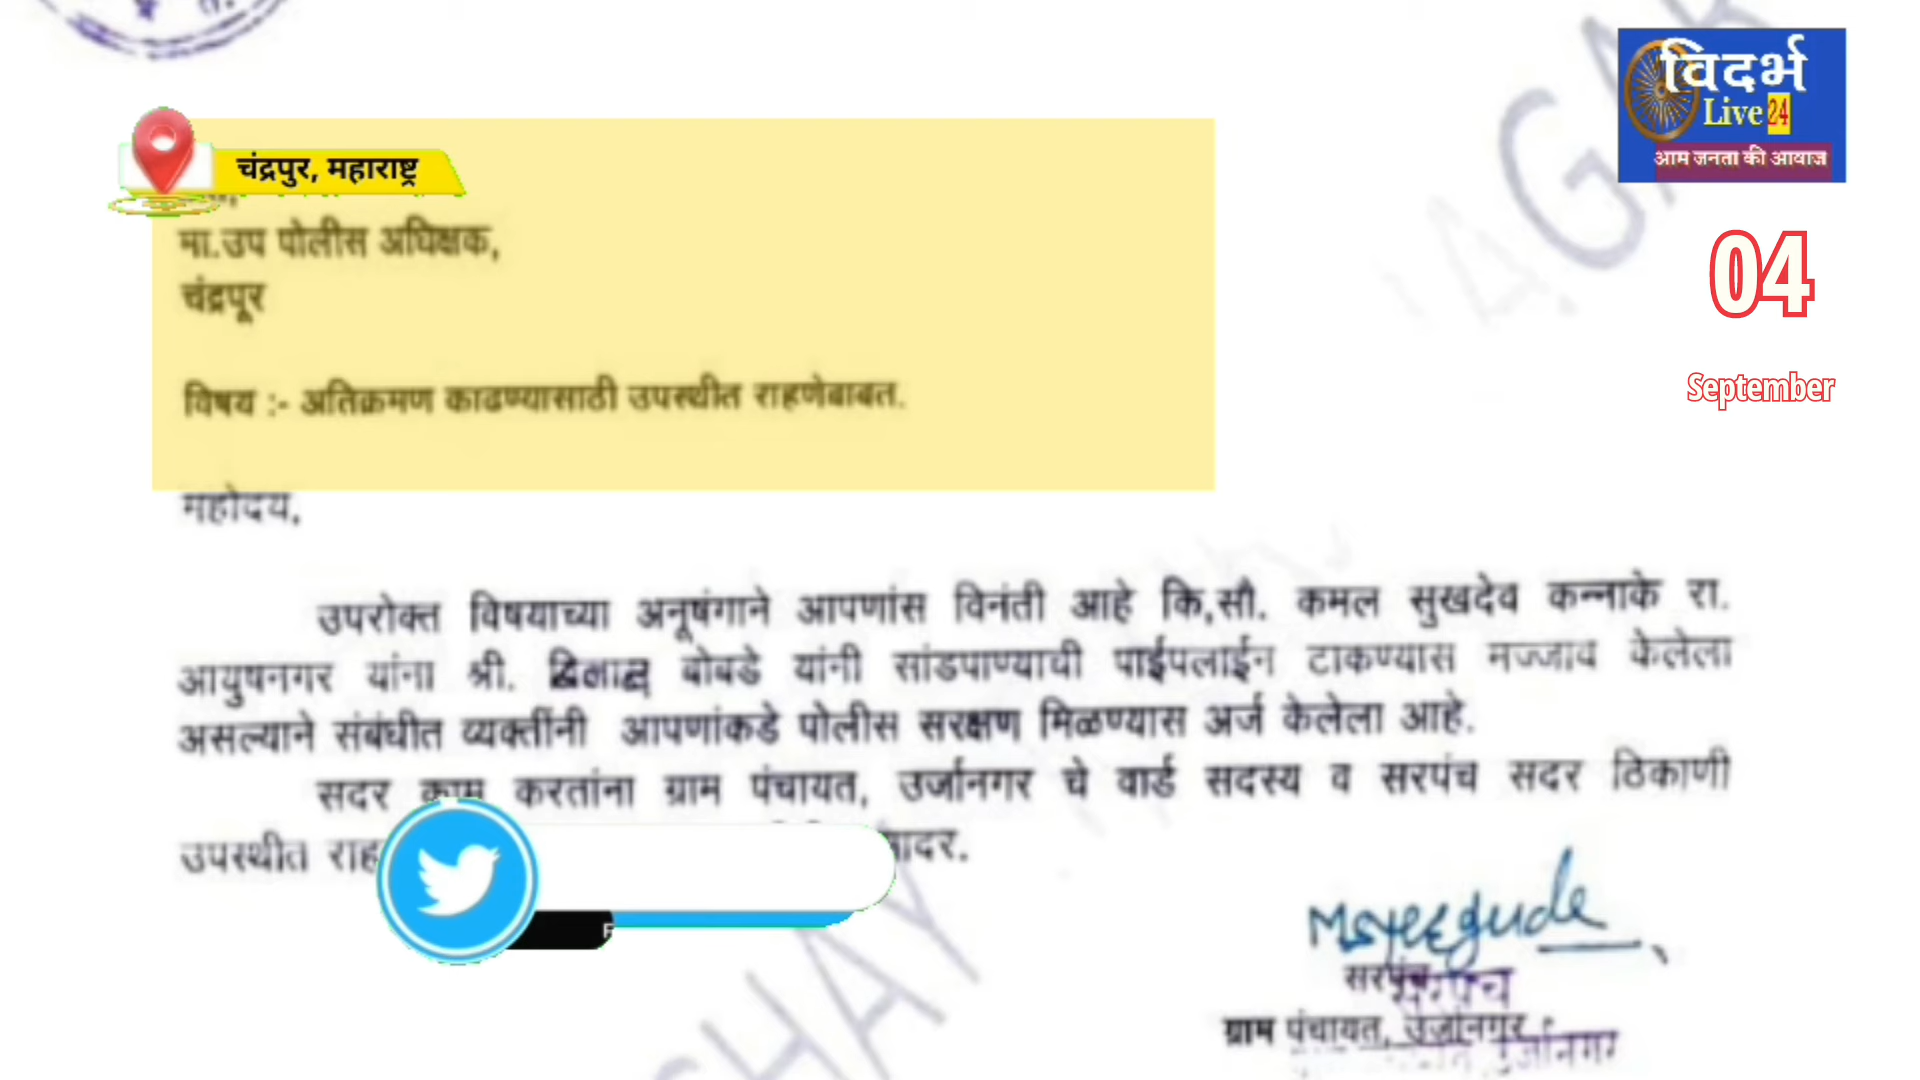 विदर्भ
Live 24
आम जनता की आवाज
04
September
चंद्रपुर, महाराष्ट्र
मा.उप पोलीस अधिक्षक,
चंद्रपूर
विषय :- अतिक्रमण काढण्यासाठी उपस्थीत राहणेबाबत.
महोदय,
उपरोक्त विषयाच्या अनूषंगाने आपणांस विनंती आहे कि,सौ. कमल सुखदेव कन्नाके रा.
आयुषनगर यांना श्री. बोबडे यांनी सांडपाण्याची पाईपलाईन टाकण्यास मज्जाव केलेला
असल्याने संबंधीत व्यक्तींनी आपणांकडे पोलीस सरक्षण मिळण्यास अर्ज केलेला आहे.
सदर काम करतांना ग्राम पंचायत, उर्जानगर चे वार्ड सदस्य व सरपंच सदर ठिकाणी
उपस्थीत
सरपंच
सरपंच
ग्राम पंचायत, उर्जानगर